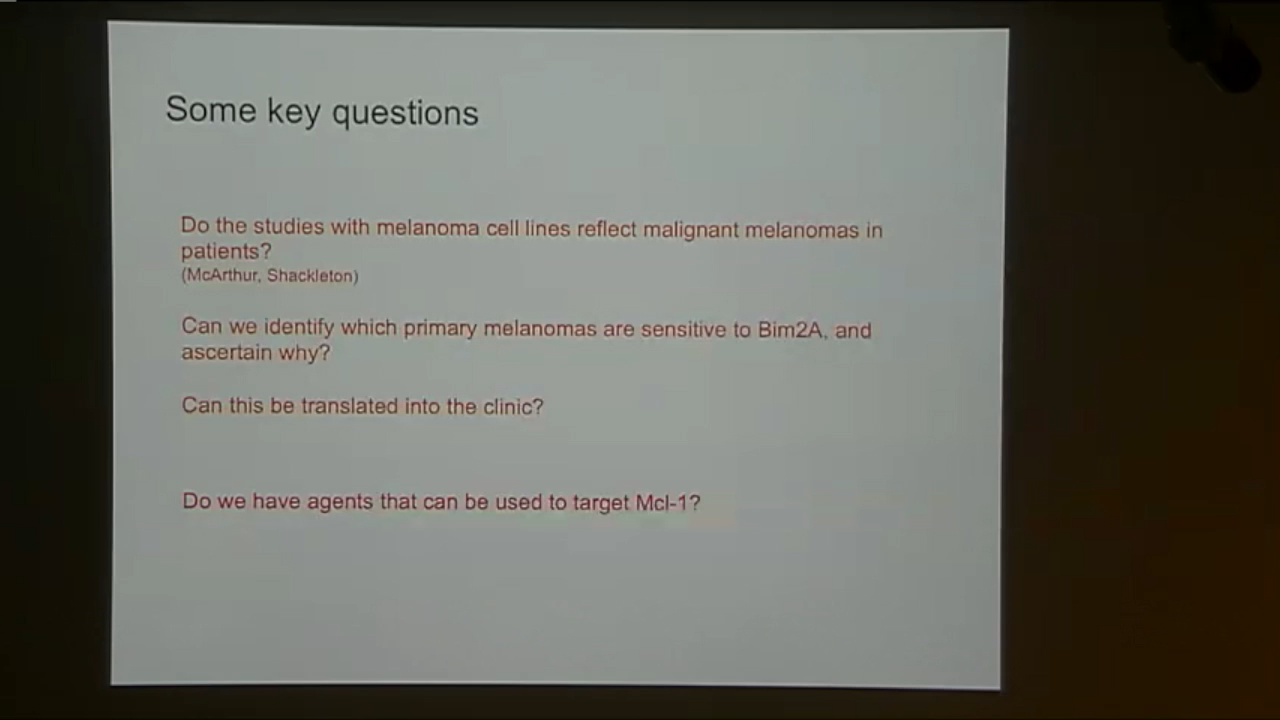 Some key questions
Do the studies with melanoma cell lines reflect malignant melanomas in
patients?
(McArthur, Shackleton)
Can we identify which primary melanomas are sensitive to Bim2A, and
ascertain why?
Can this be translated into the clinic?
Do we have agents that can be used to target Mcl-1?